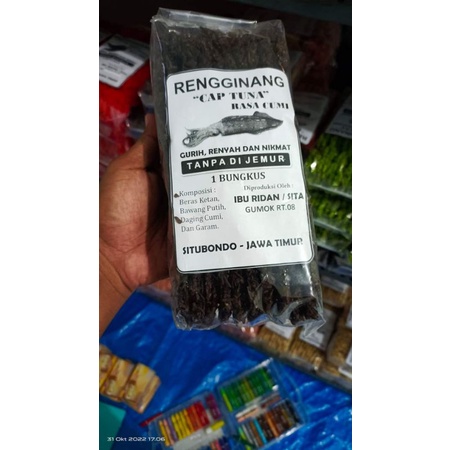 RENGGINANG
"CAP TUNA"
RASA CUMI
GURIH, RENYAH DAN NIKMAT
TANPA DI JEMUR
1 BUNGKUS
Komposisi :
Beras Ketan,
Bawang Putih,
Daging Cumi,
Dan Garam.
Diproduksi Oleh :
IBU RIDAN / SITA
GUMOK RT.08
SITUBONDO - JAWA TIMUR
31 Okt 2022 17.06